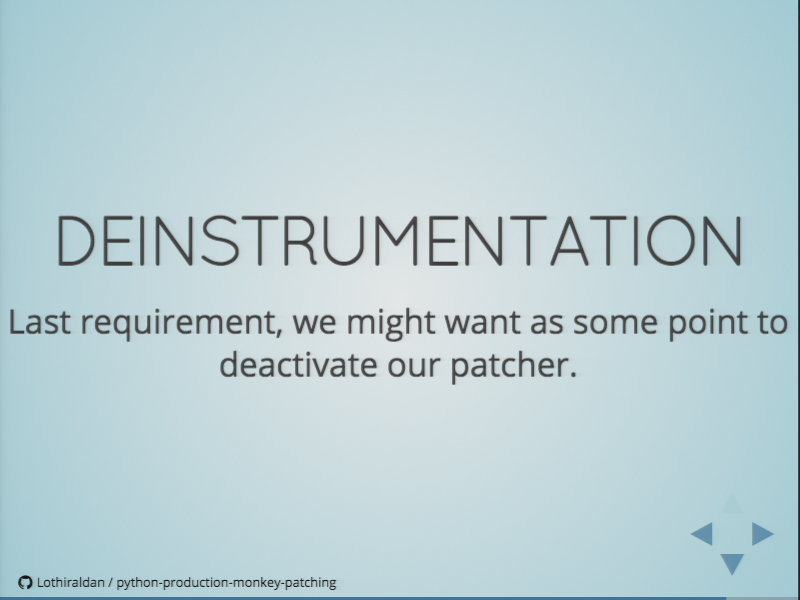 DEINSTRUMENTATION
Last requirement, we might want as some point to
deactivate our patcher.
Lothiraldan / python-production-monkey-patching